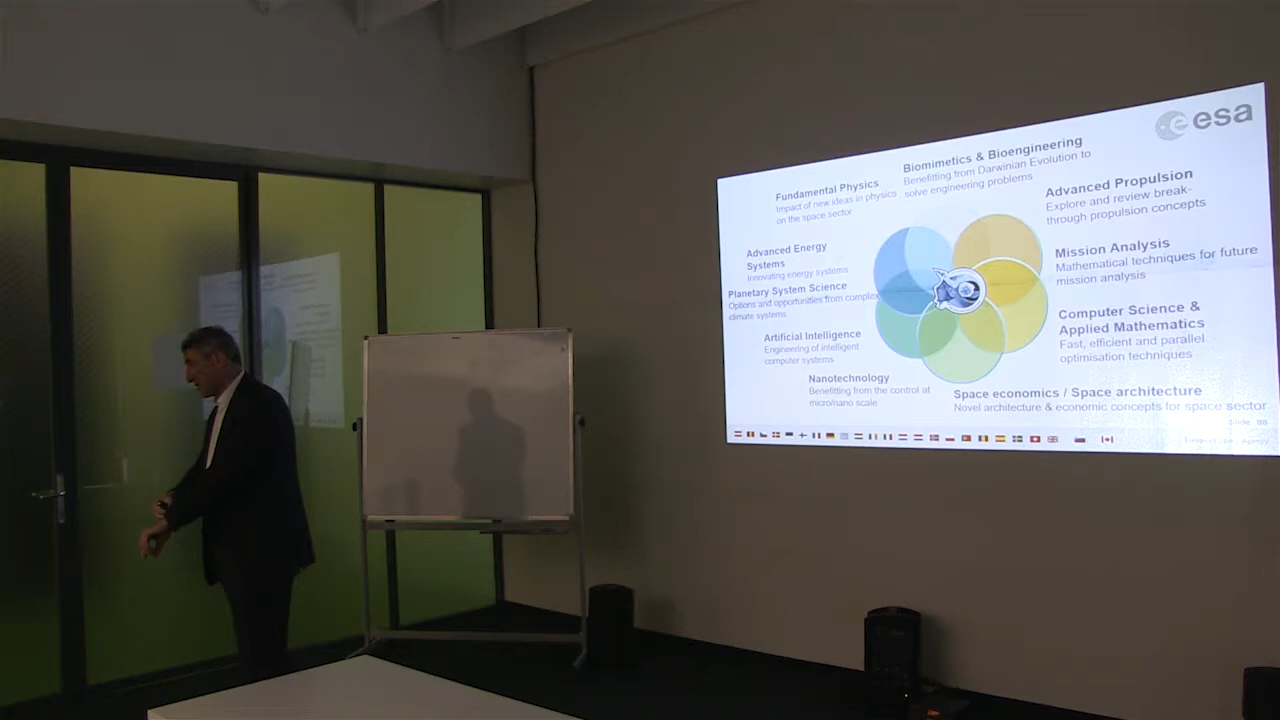 esa
Biomimetics & Bioengineering
Benefitting from Darwinian Evolution to
solve engineering problems
Fundamental Physics
Impact of new ideas in physics
on the space sector
Advanced Propulsion
Explore and review break-
through propulsion concepts
Advanced Energy
Systems
Innovating energy systems
Mission Analysis
Mathematical techniques for future
mission analysis
Planetary System Science
Options and opportunities from complex
climate systems
Computer Science &
Applied Mathematics
Fast, efficient and parallel
optimisation techniques
Artificial Intelligence
Engineering of intelligent
computer systems
Nanotechnology
Benefitting from the control at
micro/nano scale
Space economics / Space architecture
Novel architecture & economic concepts for space sector
Slide 88